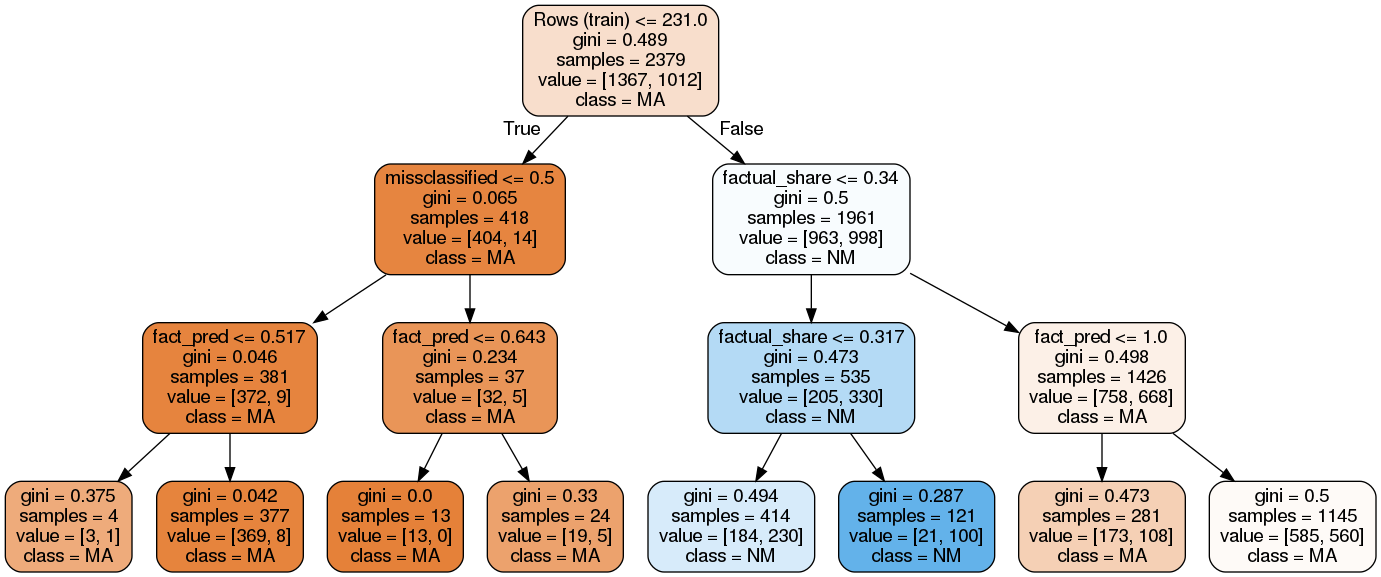 Rows (train) <= 231.0
gini = 0.489
samples = 2379
value = [1367, 1012]
class = MA
True
False
missclassified <= 0.5
gini = 0.065
samples = 418
value = [404, 14]
class = MA
factual_share <= 0.34
gini = 0.5
samples = 1961
value = [963, 998]
class = NM
fact_pred <= 0.517
gini = 0.046
samples = 381
value = [372, 9]
class = MA
fact_pred <= 0.643
gini = 0.234
samples = 37
value = [32, 5]
class = MA
factual_share <= 0.317
gini = 0.473
samples = 535
value = [205, 330]
class = NM
fact_pred <= 1.0
gini = 0.498
samples = 1426
value = [758, 668]
class = MA
gini = 0.375
samples = 4
value = [3, 1]
class = MA
gini = 0.042
samples = 377
value = [369, 8]
class = MA
gini = 0.0
samples = 13
value = [13, 0]
class = MA
gini = 0.33
samples = 24
value = [19, 5]
class = MA
gini = 0.494
samples = 414
value = [184, 230]
class = NM
gini = 0.287
samples = 121
value = [21, 100]
class = NM
gini = 0.473
samples = 281
value = [173, 108]
class = MA
gini = 0.5
samples = 1145
value = [585, 560]
class = MA